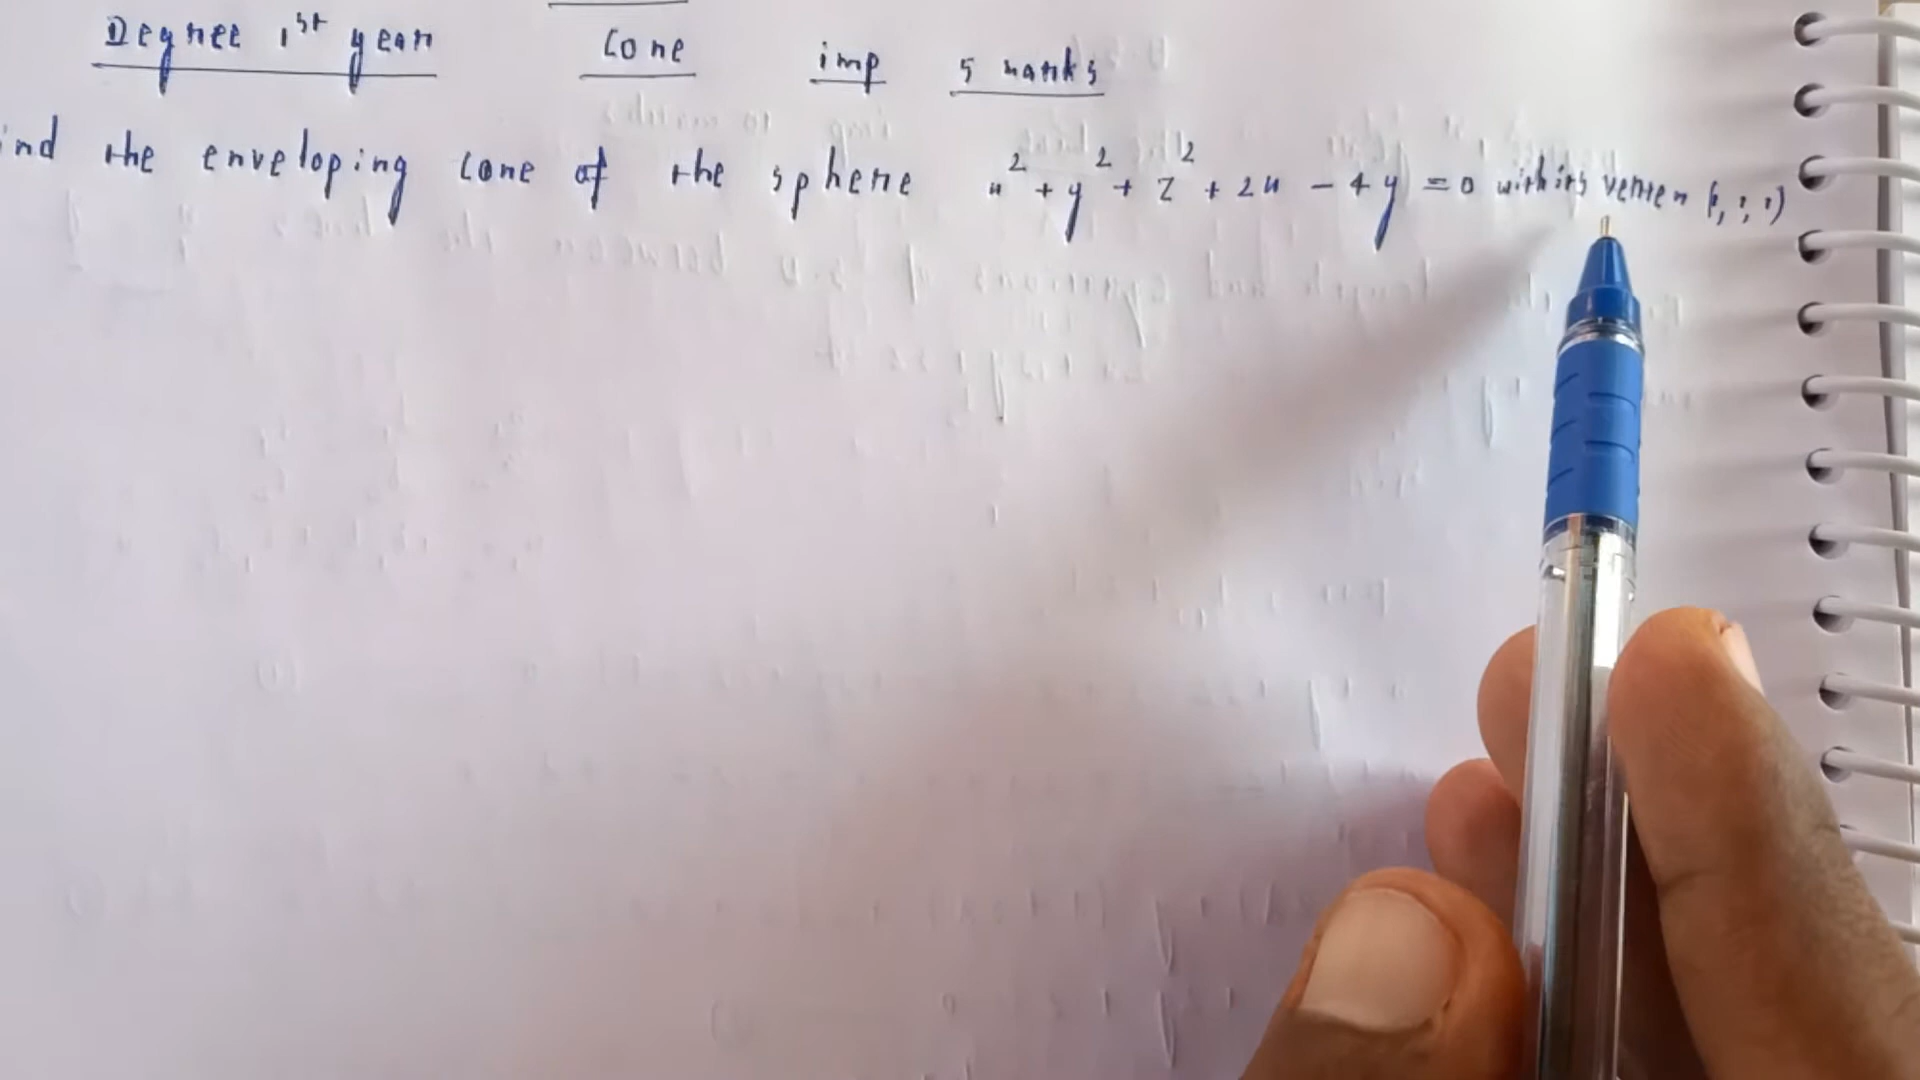 Degree 1st year Cone imp 5 marks
ind the enveloping cone of the sphere x² + y² + z² + 2x - 4y = 0 with its vertex (1, 1, 1)